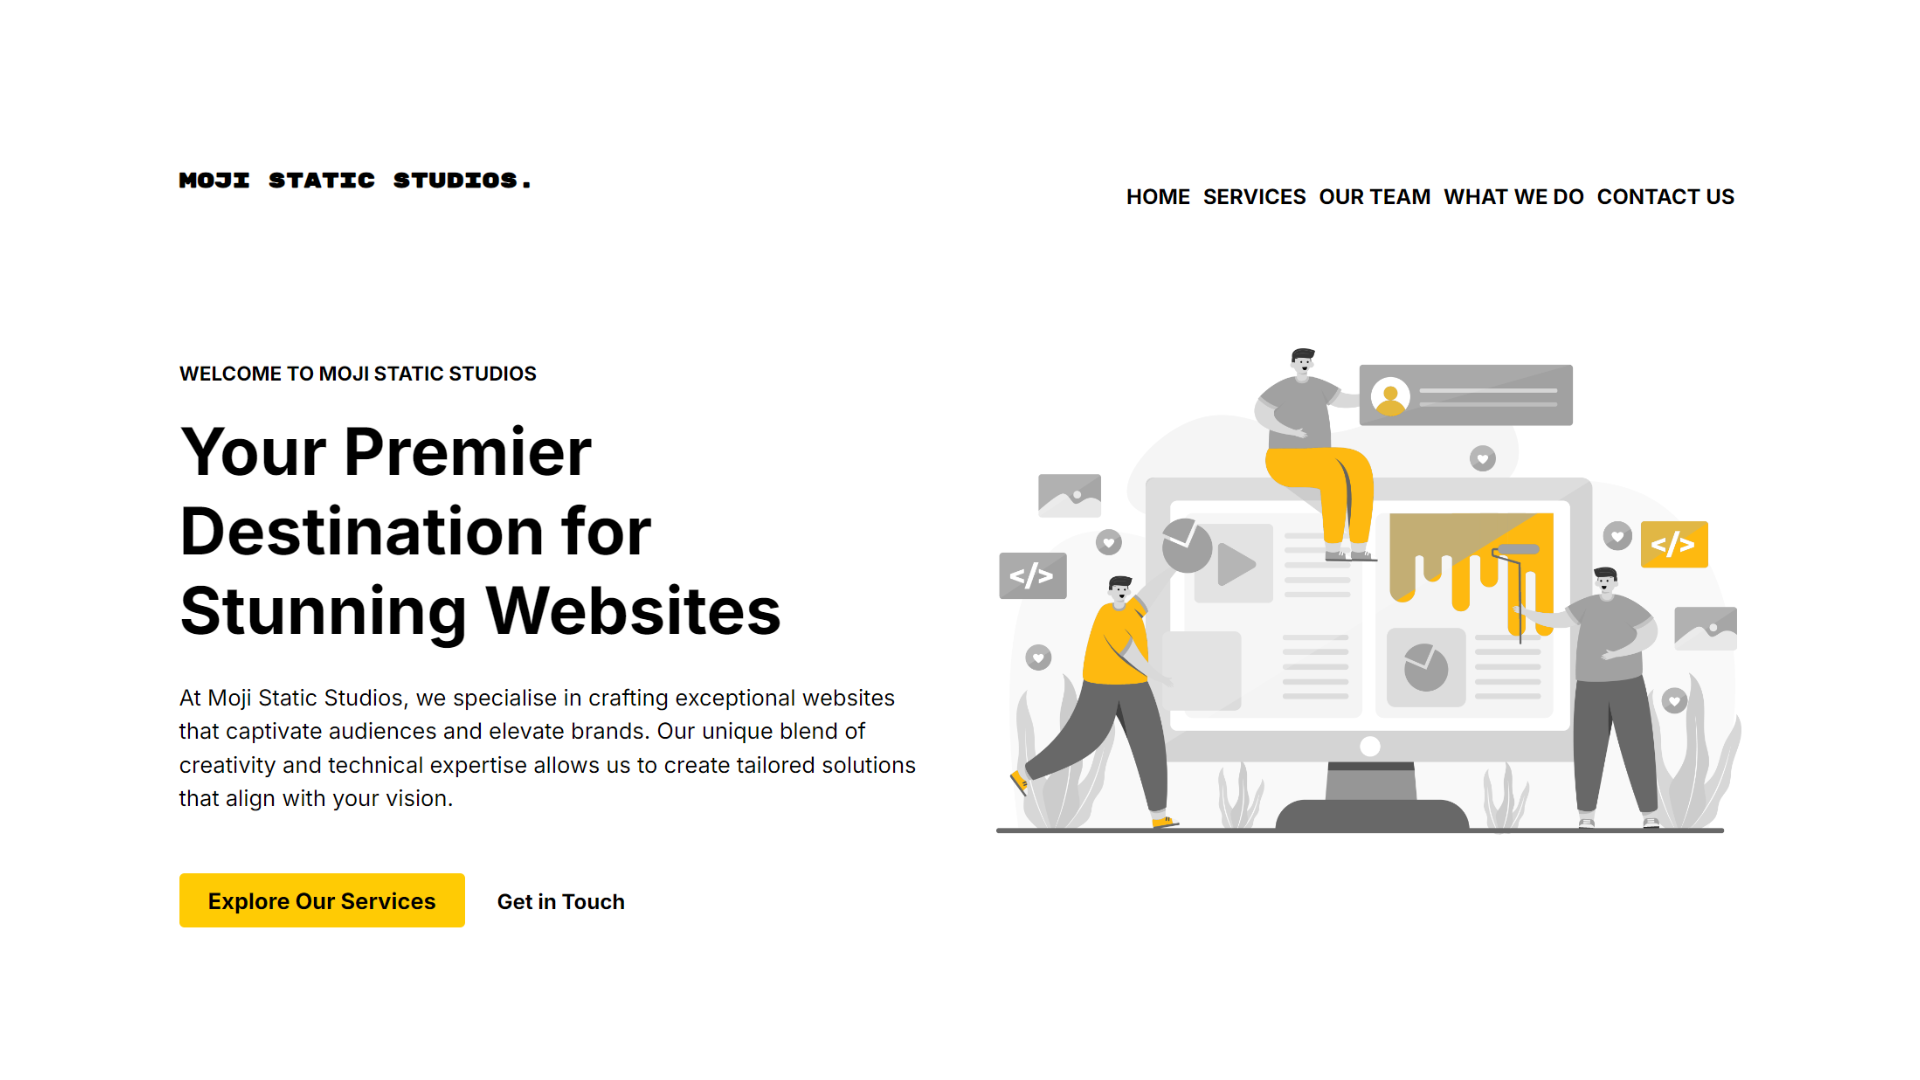 MOJI STATIC STUDIOS.
HOME SERVICES OUR TEAM WHAT WE DO CONTACT US
WELCOME TO MOJI STATIC STUDIOS
Your Premier
Destination for
Stunning Websites
At Moji Static Studios, we specialise in crafting exceptional websites
that captivate audiences and elevate brands. Our unique blend of
creativity and technical expertise allows us to create tailored solutions
that align with your vision.
Explore Our Services
Get in Touch
</>
</>